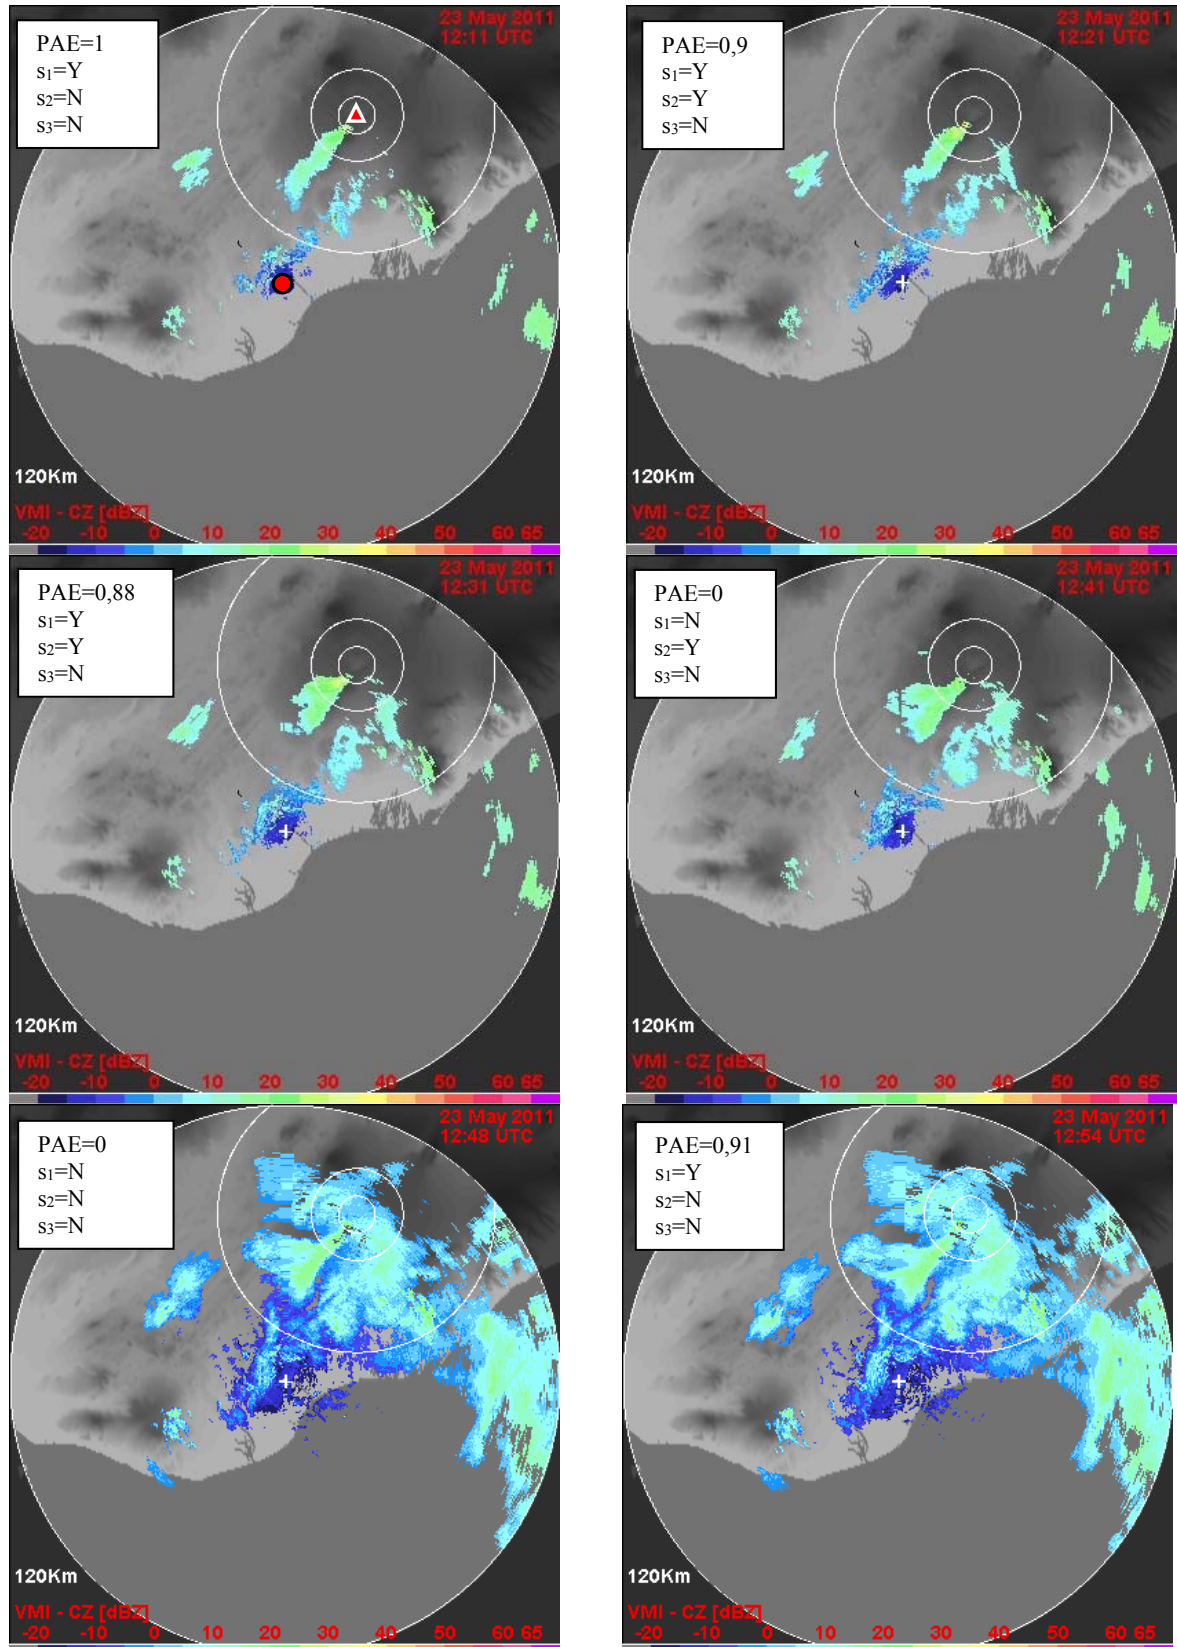 PAE=1
s₁=Y
s₂=N
s₃=N
23 May 2011
12:11 UTC
120Km
VMI - CZ [dBZ]
-20 -10 0 10 20 30 40 50 60 65
PAE=0,9
s₁=Y
s₂=Y
s₃=N
23 May 2011
12:21 UTC
120Km
VMI - CZ [dBZ]
-20 -10 0 10 20 30 40 50 60 65
PAE=0,88
s₁=Y
s₂=Y
s₃=N
23 May 2011
12:31 UTC
120Km
VMI - CZ [dBZ]
-20 -10 0 10 20 30 40 50 60 65
PAE=0
s₁=N
s₂=Y
s₃=N
23 May 2011
12:41 UTC
120Km
VMI - CZ [dBZ]
-20 -10 0 10 20 30 40 50 60 65
PAE=0
s₁=N
s₂=N
s₃=N
23 May 2011
12:48 UTC
120Km
VMI - CZ [dBZ]
-20 -10 0 10 20 30 40 50 60 65
PAE=0,91
s₁=Y
s₂=N
s₃=N
23 May 2011
12:54 UTC
120Km
VMI - CZ [dBZ]
-20 -10 0 10 20 30 40 50 60 65